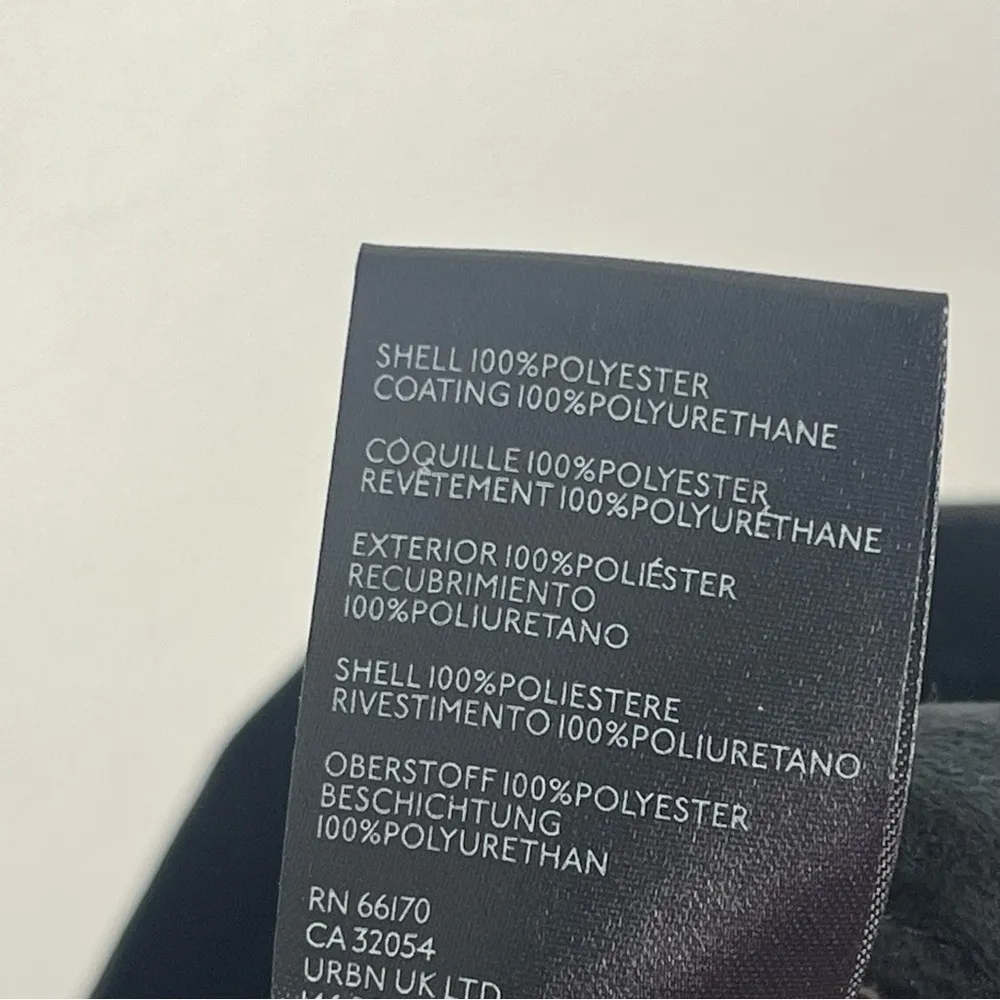 SHELL 100%POLYESTER
COATING 100%POLYURETHANE
COQUILLE 100%POLYESTER
REVÊTEMENT 100%POLYURÉTHANE
EXTERIOR 100%POLIÉSTER
RECUBRIMIENTO
100%POLIURETANO
SHELL 100%POLIESTERE
RIVESTIMENTO 100%POLIURETANO
OBERSTOFF 100%POLYESTER
BESCHICHTUNG
100%POLYURETHAN
RN 66170
CA 32054
URBN UK LTD